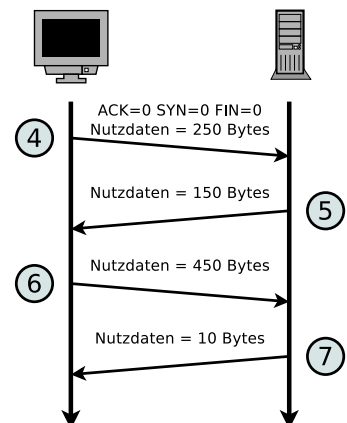 ACK=0 SYN=0 FIN=0
4
Nutzdaten = 250 Bytes
Nutzdaten = 150 Bytes
5
Nutzdaten = 450 Bytes
6
Nutzdaten = 10 Bytes
7